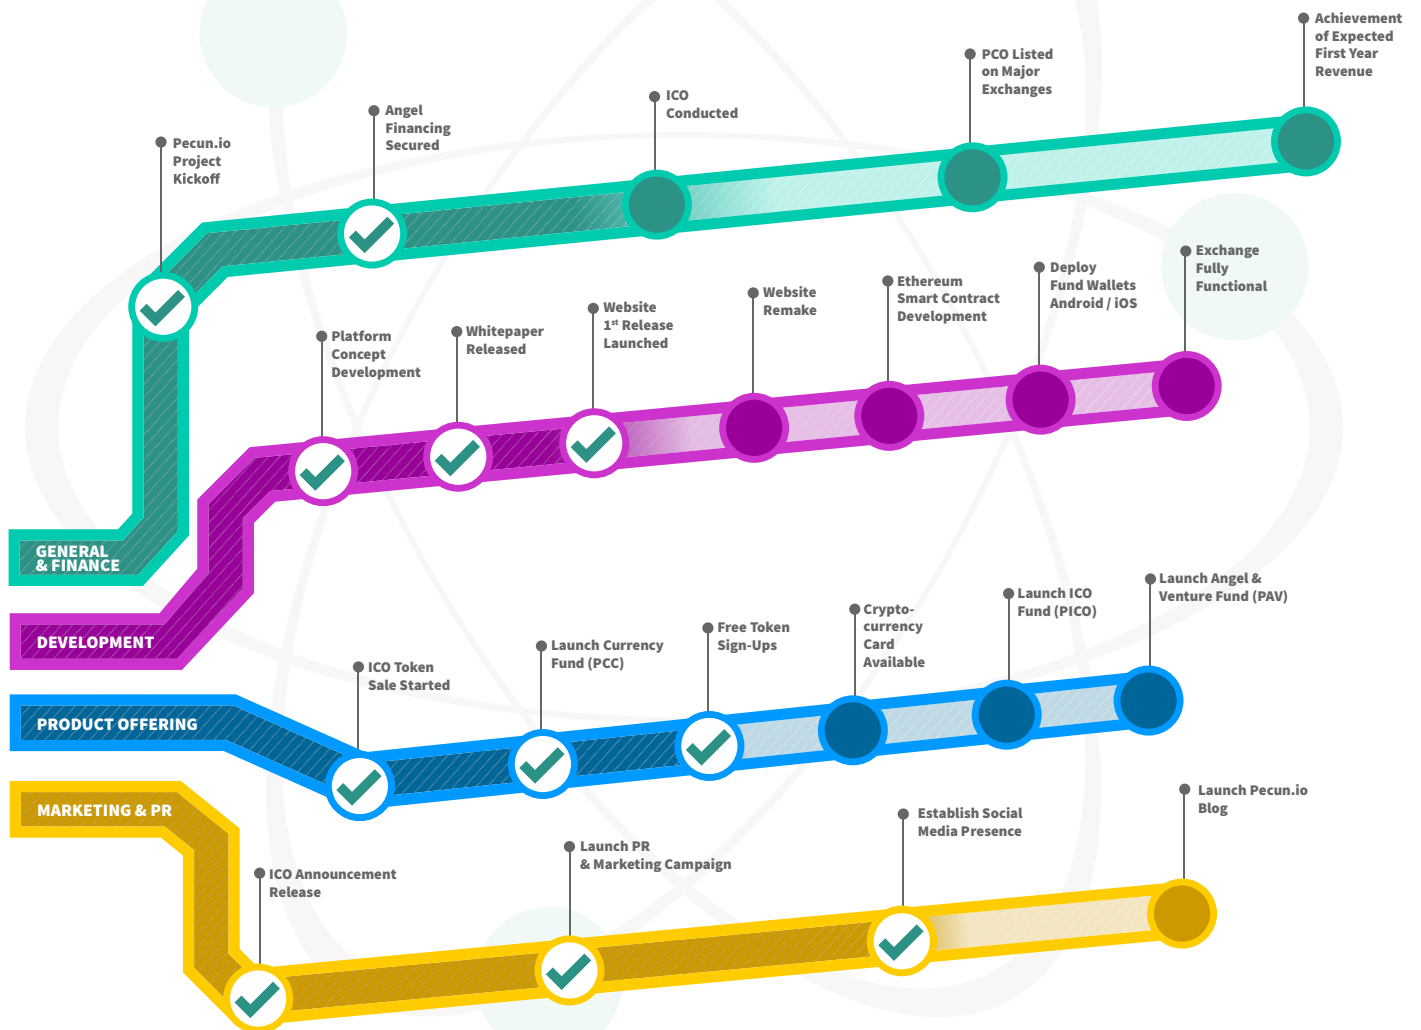 Achievement
of Expected
First Year
Revenue
PCO Listed
on Major
Exchanges
ICO
Conducted
Angel
Financing
Secured
Pecun.io
Project
Kickoff
Exchange
Fully
Functional
Deploy
Fund Wallets
Android / iOS
Ethereum
Smart Contract
Development
Website
Remake
Website
1st Release
Launched
Whitepaper
Released
Platform
Concept
Development
GENERAL
& FINANCE
DEVELOPMENT
Launch Angel &
Venture Fund (PAV)
Launch ICO
Fund (PICO)
Crypto-
currency
Card
Available
Free Token
Sign-Ups
Launch Currency
Fund (PCC)
ICO Token
Sale Started
PRODUCT OFFERING
MARKETING & PR
Launch Pecun.io
Blog
Establish Social
Media Presence
Launch PR
& Marketing Campaign
ICO Announcement
Release